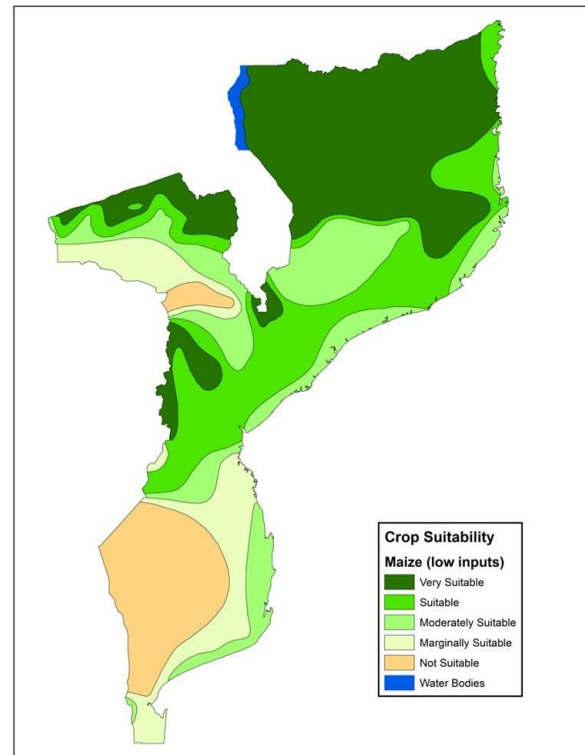 Crop Suitability
Maize (low inputs)
Very Suitable
Suitable
Moderately Suitable
Marginally Suitable
Not Suitable
Water Bodies